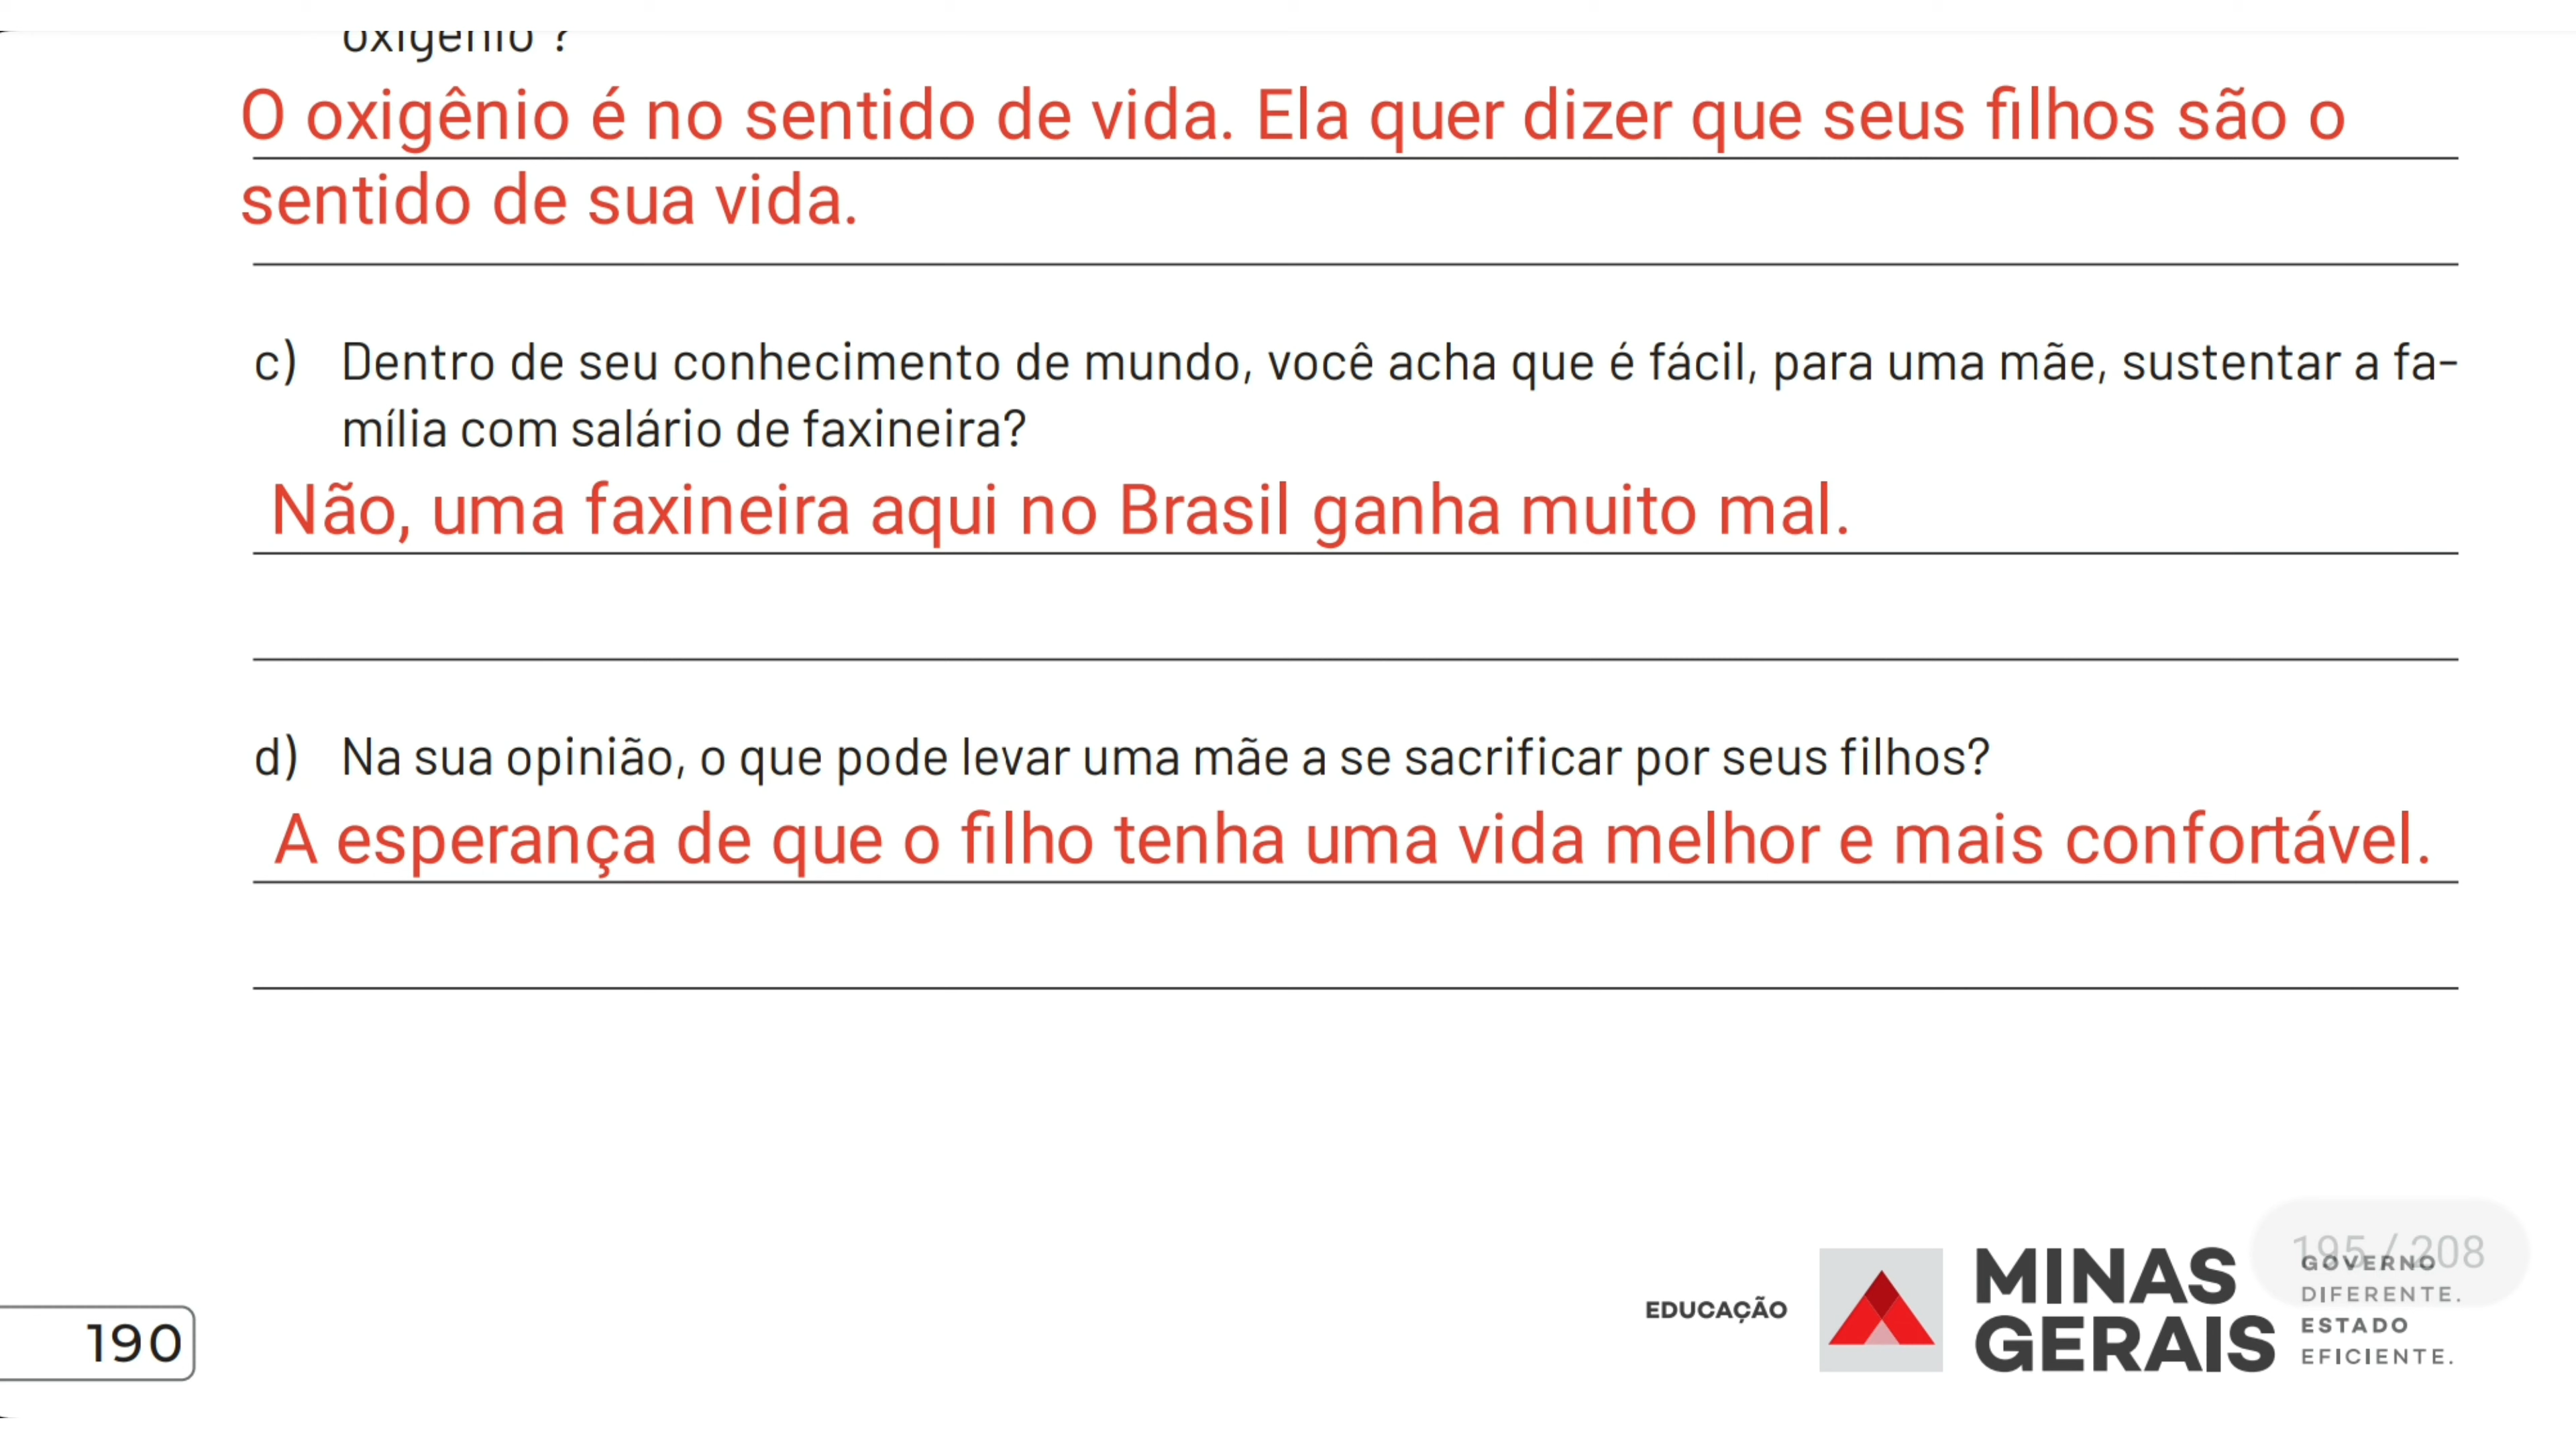 oxigênio ?
O oxigênio é no sentido de vida. Ela quer dizer que seus filhos são o
sentido de sua vida.
c) Dentro de seu conhecimento de mundo, você acha que é fácil, para uma mãe, sustentar a fa-
mília com salário de faxineira?
Não, uma faxineira aqui no Brasil ganha muito mal.
d) Na sua opinião, o que pode levar uma mãe a se sacrificar por seus filhos?
A esperança de que o filho tenha uma vida melhor e mais confortável.
190
EDUCAÇÃO
MINAS
GERAIS
195 / 208
GOVERNO
DIFERENTE.
ESTADO
EFICIENTE.